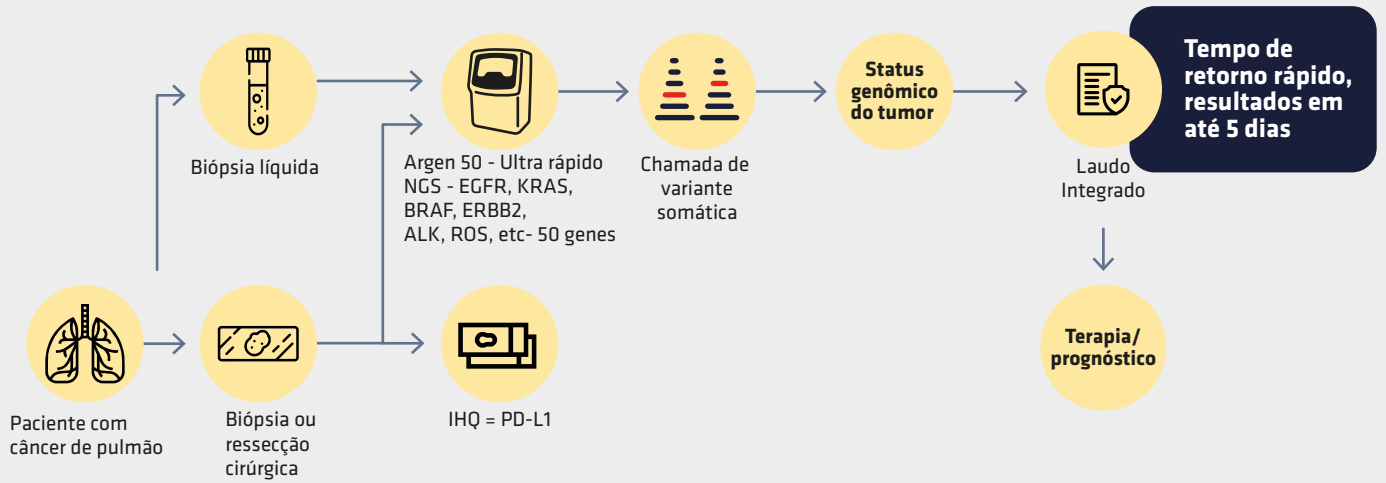 Biópsia líquida
Argen 50 - Ultra rápido
NGS - EGFR, KRAS,
BRAF, ERBB2,
ALK, ROS, etc- 50 genes
Chamada de
variante
somática
Status
genômico
do tumor
Laudo
Integrado
Tempo de
retorno rápido,
resultados em
até 5 dias
Paciente com
câncer de pulmão
Biópsia ou
ressecção
cirúrgica
IHQ = PD-L1
Terapia/
prognóstico